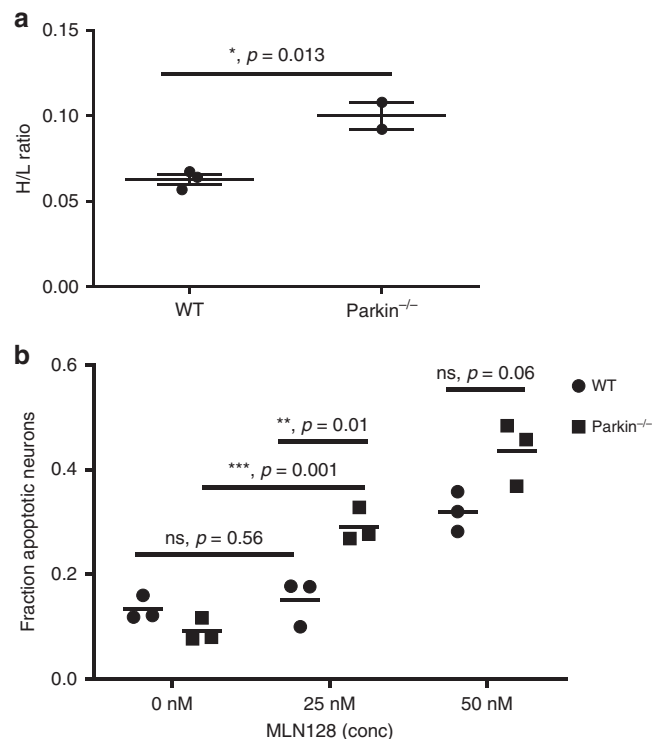 a
0.15
*, p = 0.013
0.10
H/L ratio
0.05
0.00
WT
Parkin–/–
b
0.6
ns, p = 0.06
WT
**, p = 0.01
Parkin–/–
0.4
***, p = 0.001
Fraction apoptotic neurons
ns, p = 0.56
0.2
0.0
0 nM
25 nM
50 nM
MLN128 (conc)